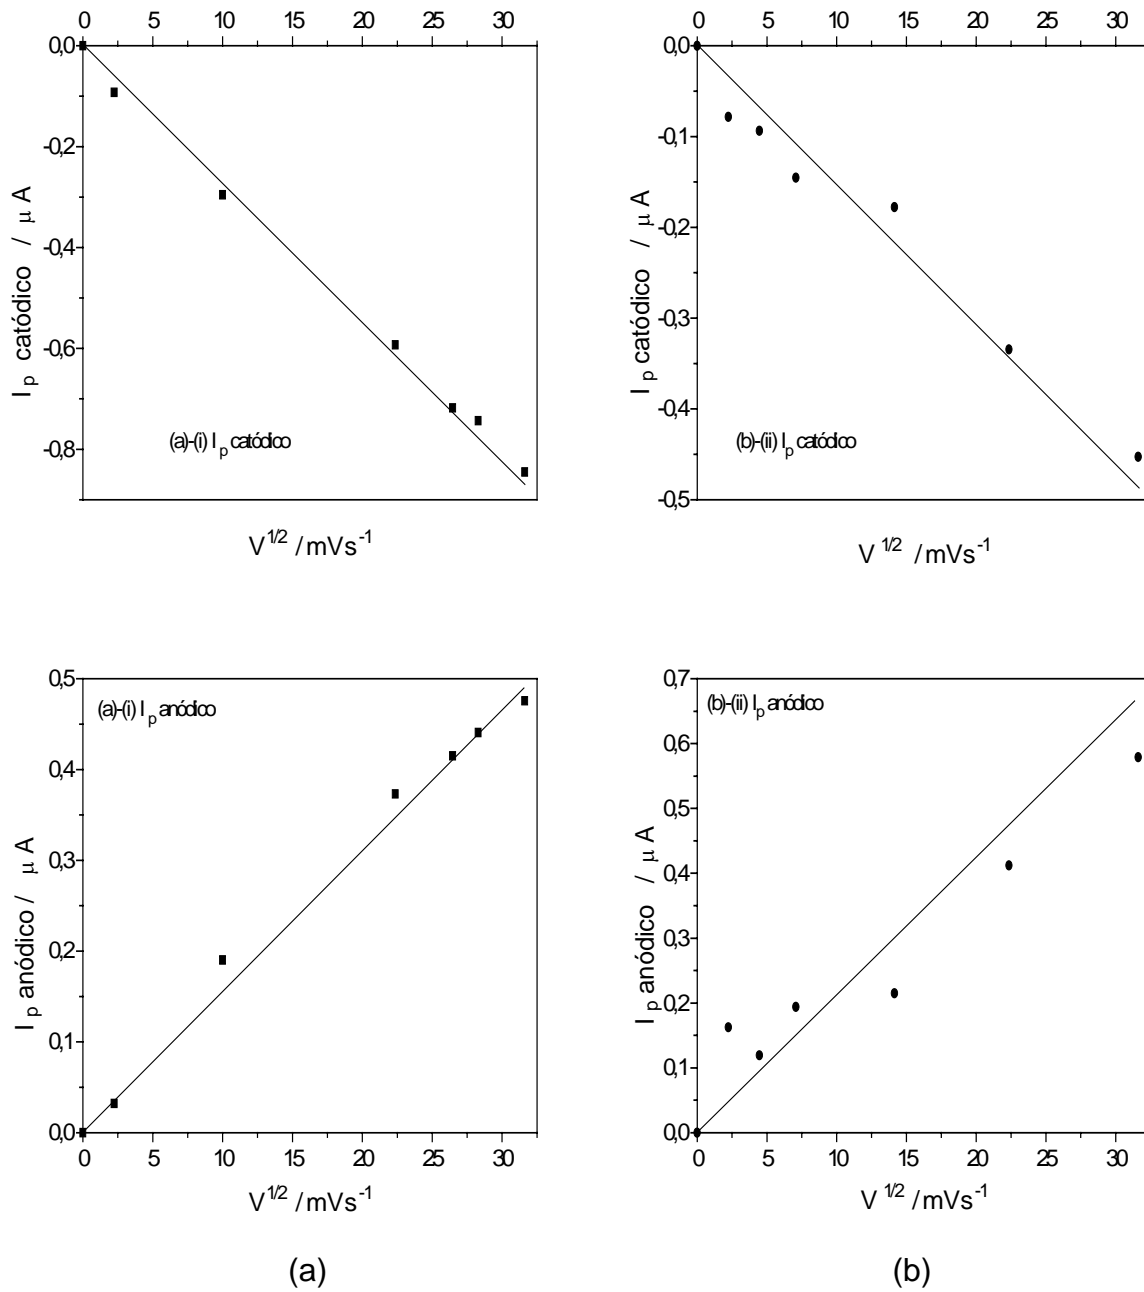 0 5 10 15 20 25 30
0,0
-0,2
-0,4
-0,6
-0,8
I p catódico / μ A
(a)-(i) I p catódico
V 1/2 / mVs-1
0 5 10 15 20 25 30
0,0
-0,1
-0,2
-0,3
-0,4
-0,5
I p catódico / μ A
(b)-(ii) I p catódico
V 1/2 / mVs-1
0,5
0,4
0,3
0,2
0,1
0,0
I p anódico / μ A
(a)-(i) I p anódico
0 5 10 15 20 25 30
V 1/2 / mVs-1
(a)
0,7
0,6
0,5
0,4
0,3
0,2
0,1
0,0
I p anódico / μ A
(b)-(ii) I p anódico
0 5 10 15 20 25 30
V 1/2 / mVs-1
(b)